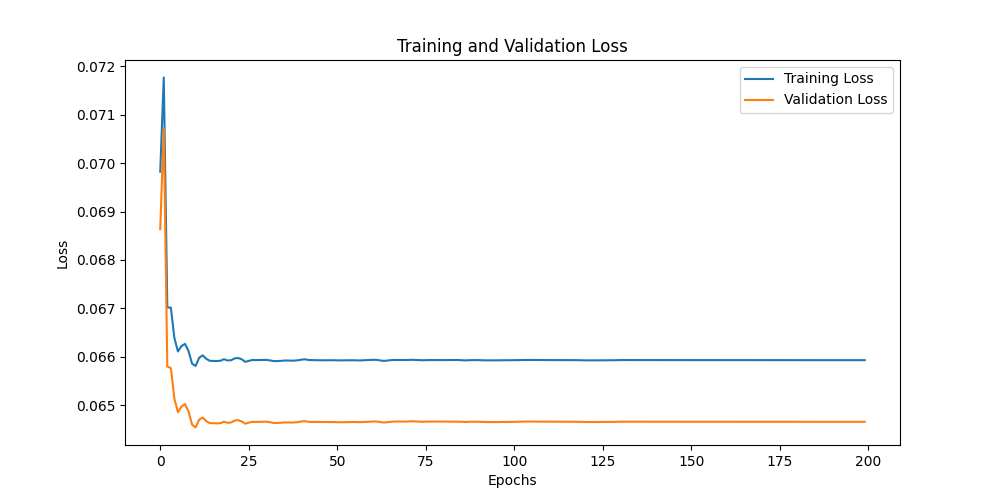 Training and Validation Loss
0.072
0.071
0.070
0.069
0.068
0.067
0.066
0.065
Loss
Training Loss
Validation Loss
0 25 50 75 100 125 150 175 200
Epochs